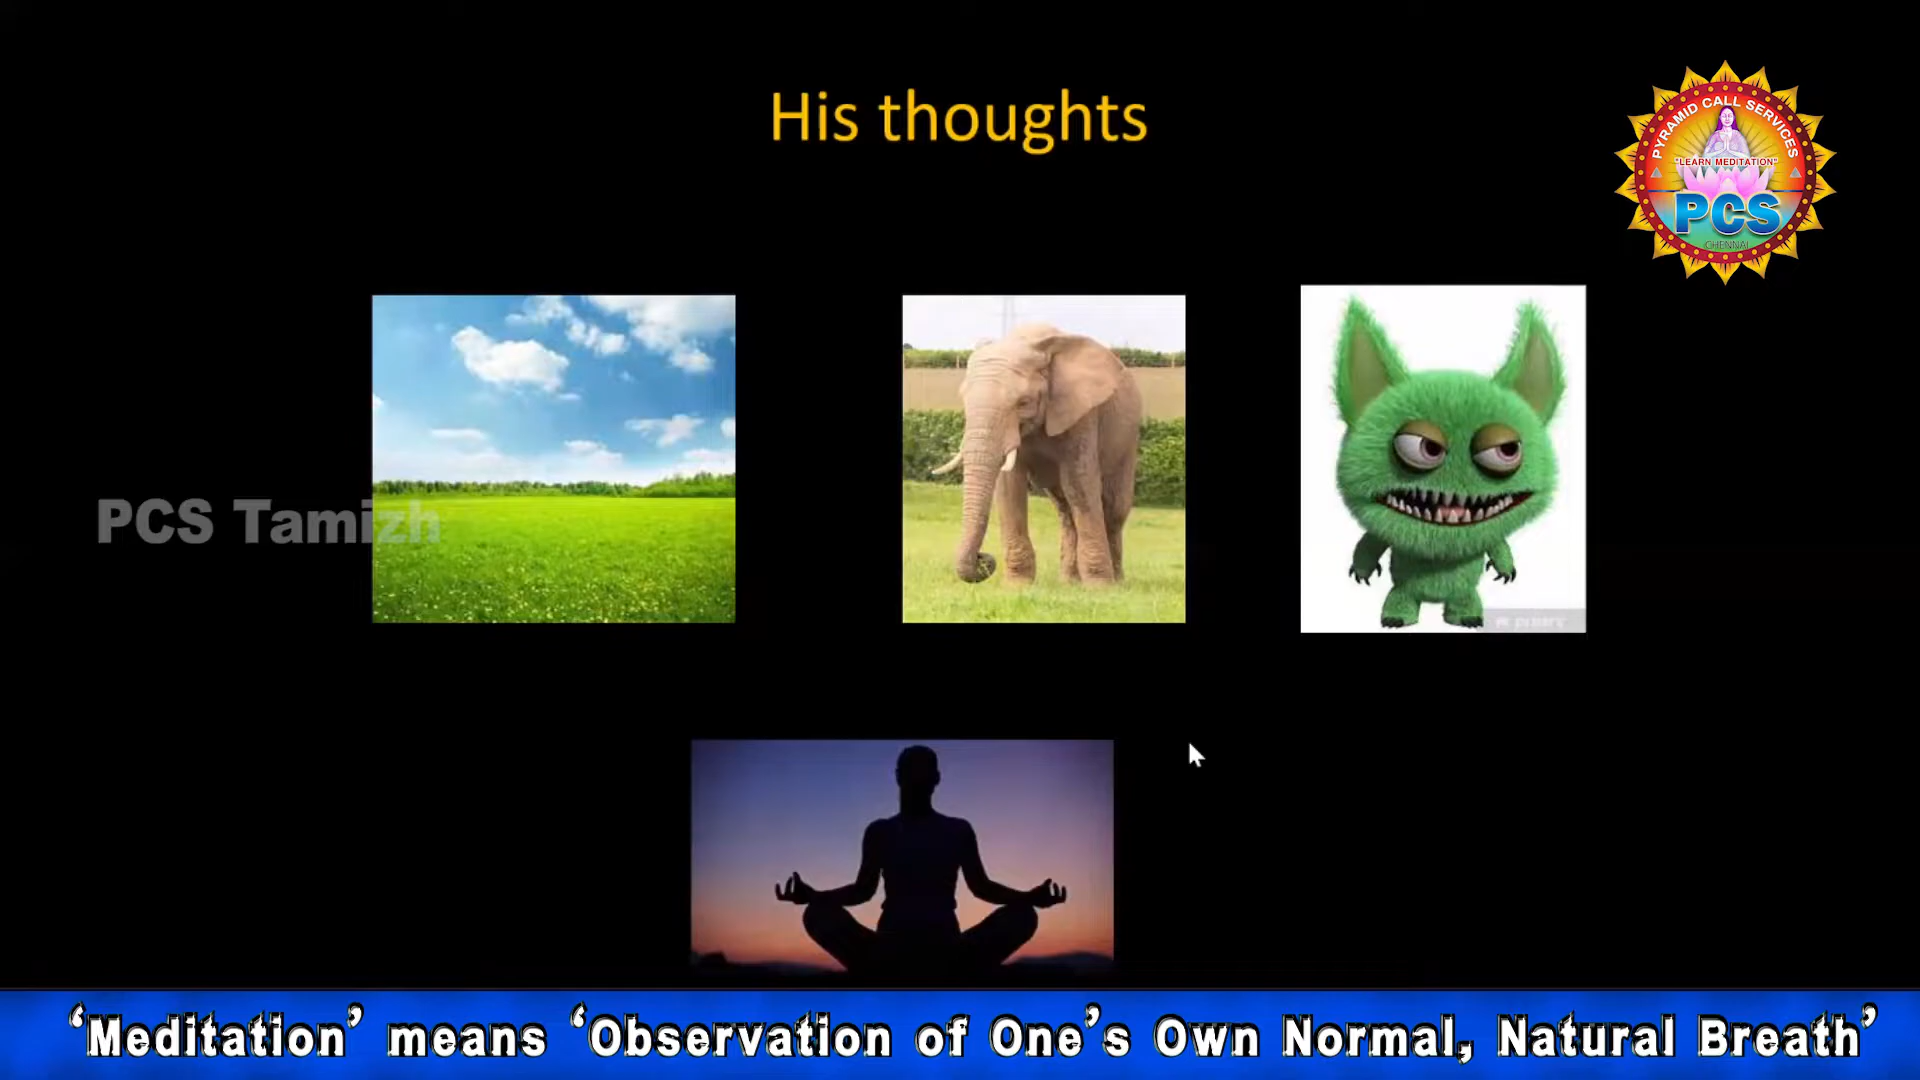 His thoughts
PYRAMID CALL SERVICES
"LEARN MEDITATION"
PCS
CHENNAI
PCS Tamizh
‘Meditation’ means ‘Observation of One’s Own Normal, Natural Breath’